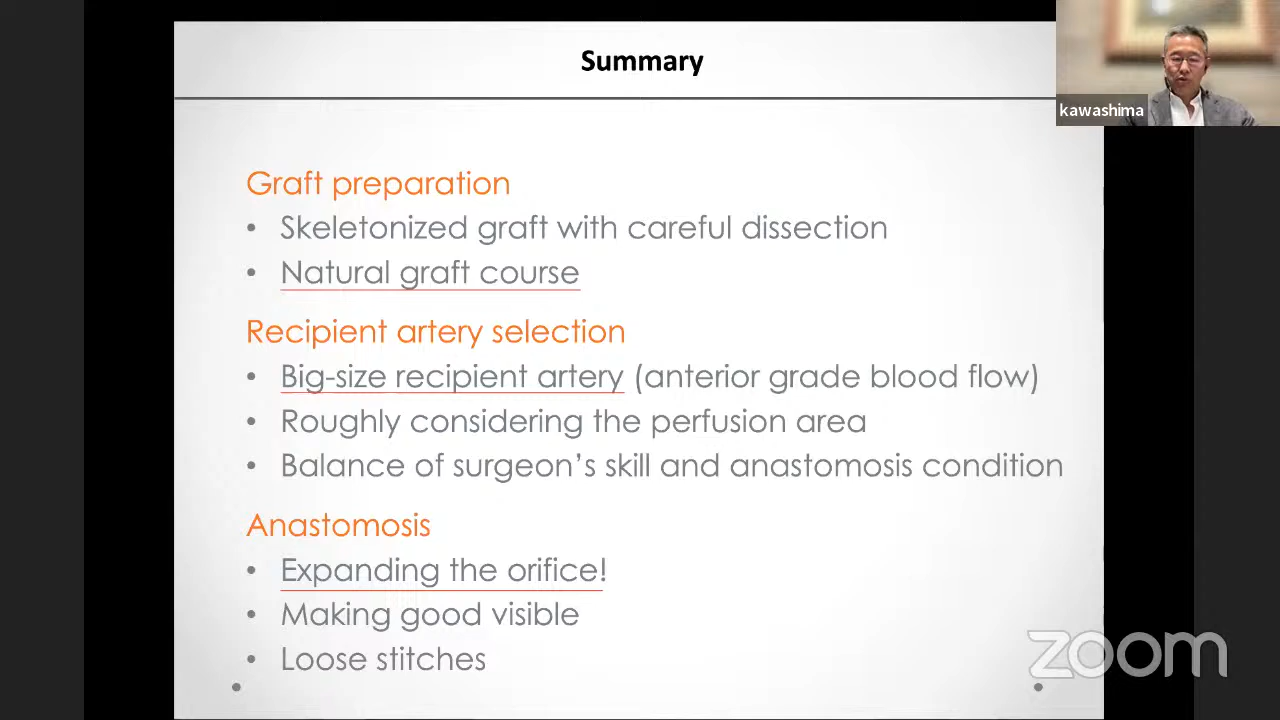 Summary
kawashima
Graft preparation
• Skeletonized graft with careful dissection
• Natural graft course
Recipient artery selection
• Big-size recipient artery (anterior grade blood flow)
• Roughly considering the perfusion area
• Balance of surgeon's skill and anastomosis condition
Anastomosis
• Expanding the orifice!
• Making good visible
• Loose stitches
zoom